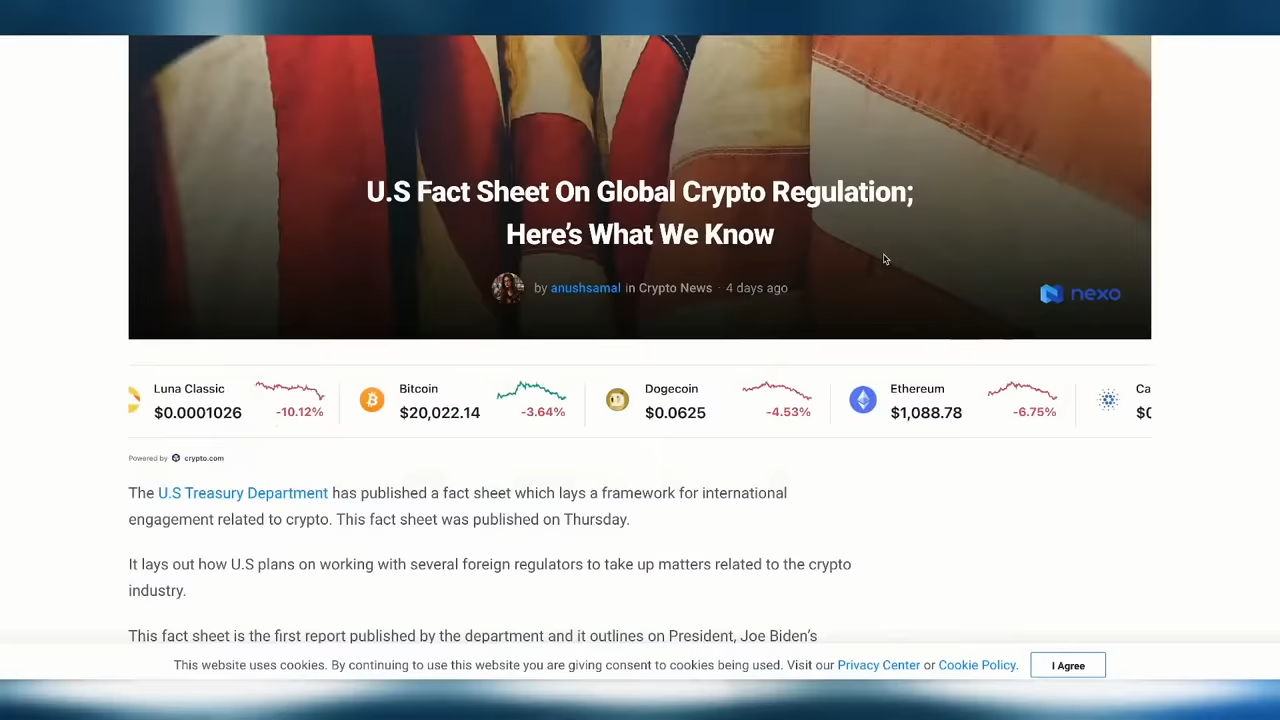 U.S Fact Sheet On Global Crypto Regulation;
Here's What We Know
by anushsamal in Crypto News · 4 days ago
nexo
Luna Classic
$0.0001026
-10.12%
Bitcoin
$20,022.14
-3.64%
Dogecoin
$0.0625
-4.53%
Ethereum
$1,088.78
-6.75%
Ca
Powered by crypto.com
The U.S Treasury Department has published a fact sheet which lays a framework for international
engagement related to crypto. This fact sheet was published on Thursday.
It lays out how U.S plans on working with several foreign regulators to take up matters related to the crypto
industry.
This fact sheet is the first report published by the department and it outlines on President, Joe Biden's
This website uses cookies. By continuing to use this website you are giving consent to cookies being used. Visit our Privacy Center or Cookie Policy.
I Agree